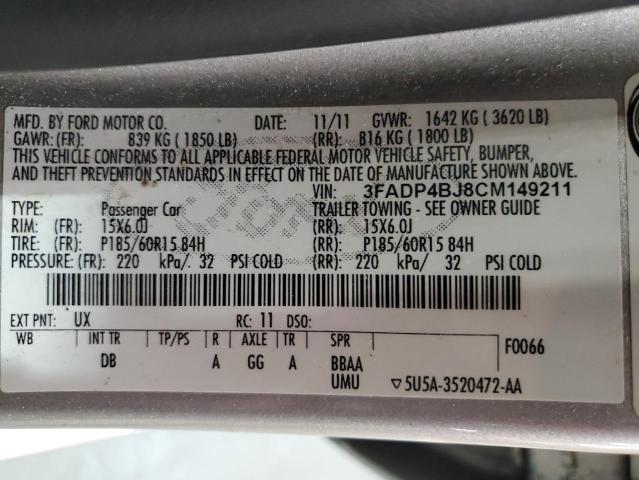 MFD. BY FORD MOTOR CO. DATE: 11/11 GVWR: 1642 KG ( 3620 LB)
GAWR: (FR): 839 KG ( 1850 LB) (RR): 816 KG ( 1800 LB)
THIS VEHICLE CONFORMS TO ALL APPLICABLE FEDERAL MOTOR VEHICLE SAFETY, BUMPER,
AND THEFT PREVENTION STANDARDS IN EFFECT ON THE DATE OF MANUFACTURE SHOWN ABOVE.
VIN: 3FADP4BJ8CM149211
TYPE: Passenger Car TRAILER TOWING - SEE OWNER GUIDE
RIM: (FR): 15X6.0J (RR): 15X6.0J
TIRE: (FR): P185/60R15 84H (RR): P185/60R15 84H
PRESSURE: (FR): 220 kPa/ 32 PSI COLD (RR): 220 kPa/ 32 PSI COLD
EXT PNT: UX RC: 11 DSO:
WB INT TR TP/PS R AXLE TR SPR F0066
DB A GG A BBAA
UMU ▽5U5A-3520472-AA